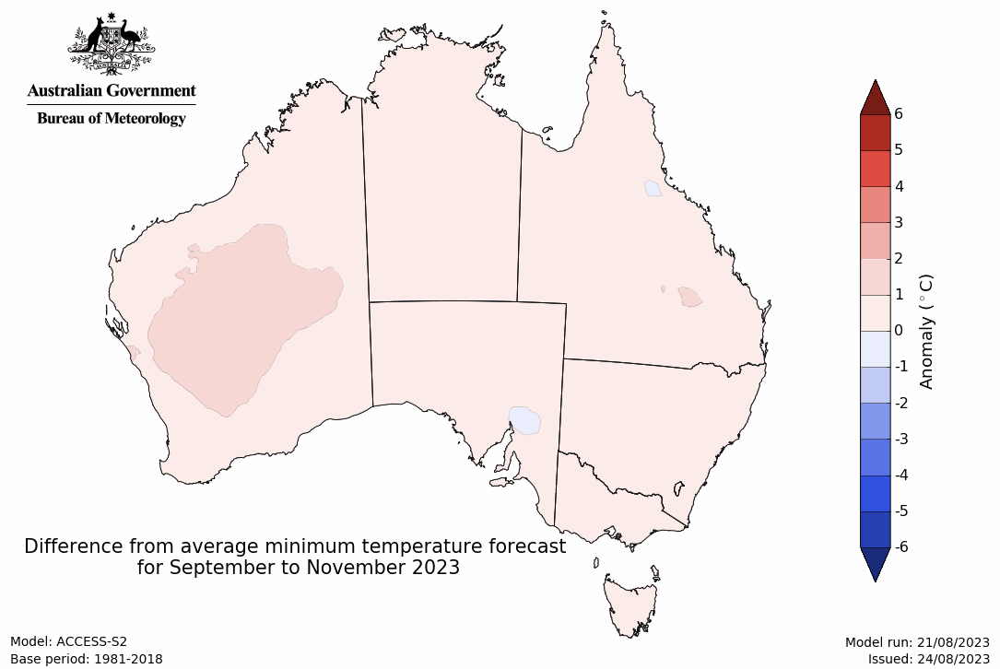 AUSTRALIA
Australian Government
Bureau of Meteorology
6
5
4
3
2
1
0
-1
-2
-3
-4
-5
-6
Anomaly (°C)
Difference from average minimum temperature forecast
for September to November 2023
Model: ACCESS-S2
Base period: 1981-2018
Model run: 21/08/2023
Issued: 24/08/2023